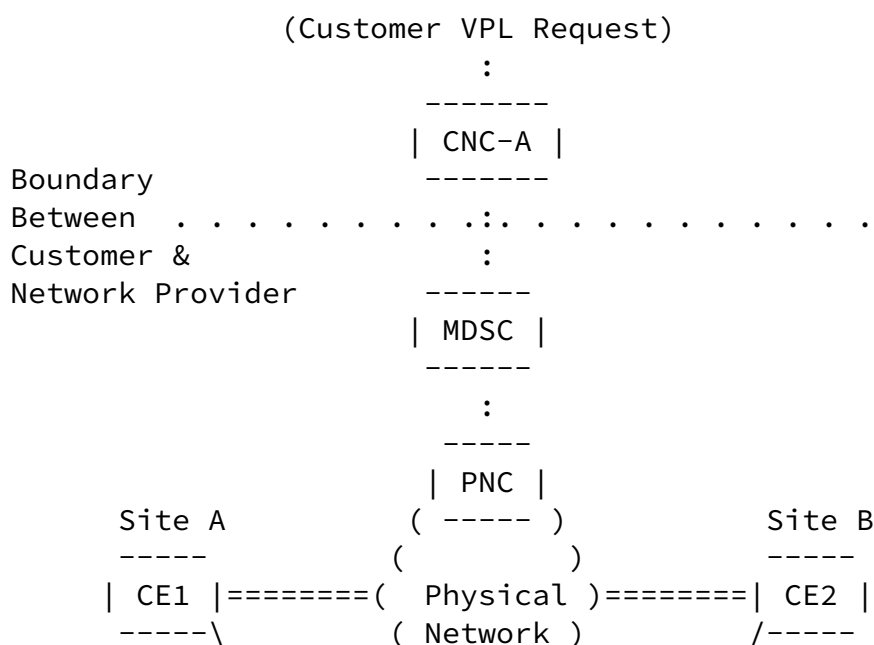 (Customer VPL Request)
:
-------
| CNC-A |
Boundary -------
Between . . . . . . . . .:. . . . . . . . . . .
Customer & :
Network Provider ------
| MDSC |
------
:
-----
| PNC |
Site A ( ----- ) Site B
----- ( ) -----
| CE1 |========( Physical )========| CE2 |
-----\ ( Network ) /-----